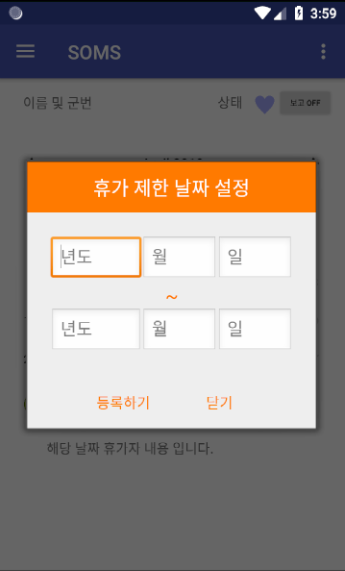 3:59
SOMS
이름 및 군번 상태 보고 OFF
휴가 제한 날짜 설정
년도 월 일
~
년도 월 일
등록하기 닫기
해당 날짜 휴가자 내용 입니다.